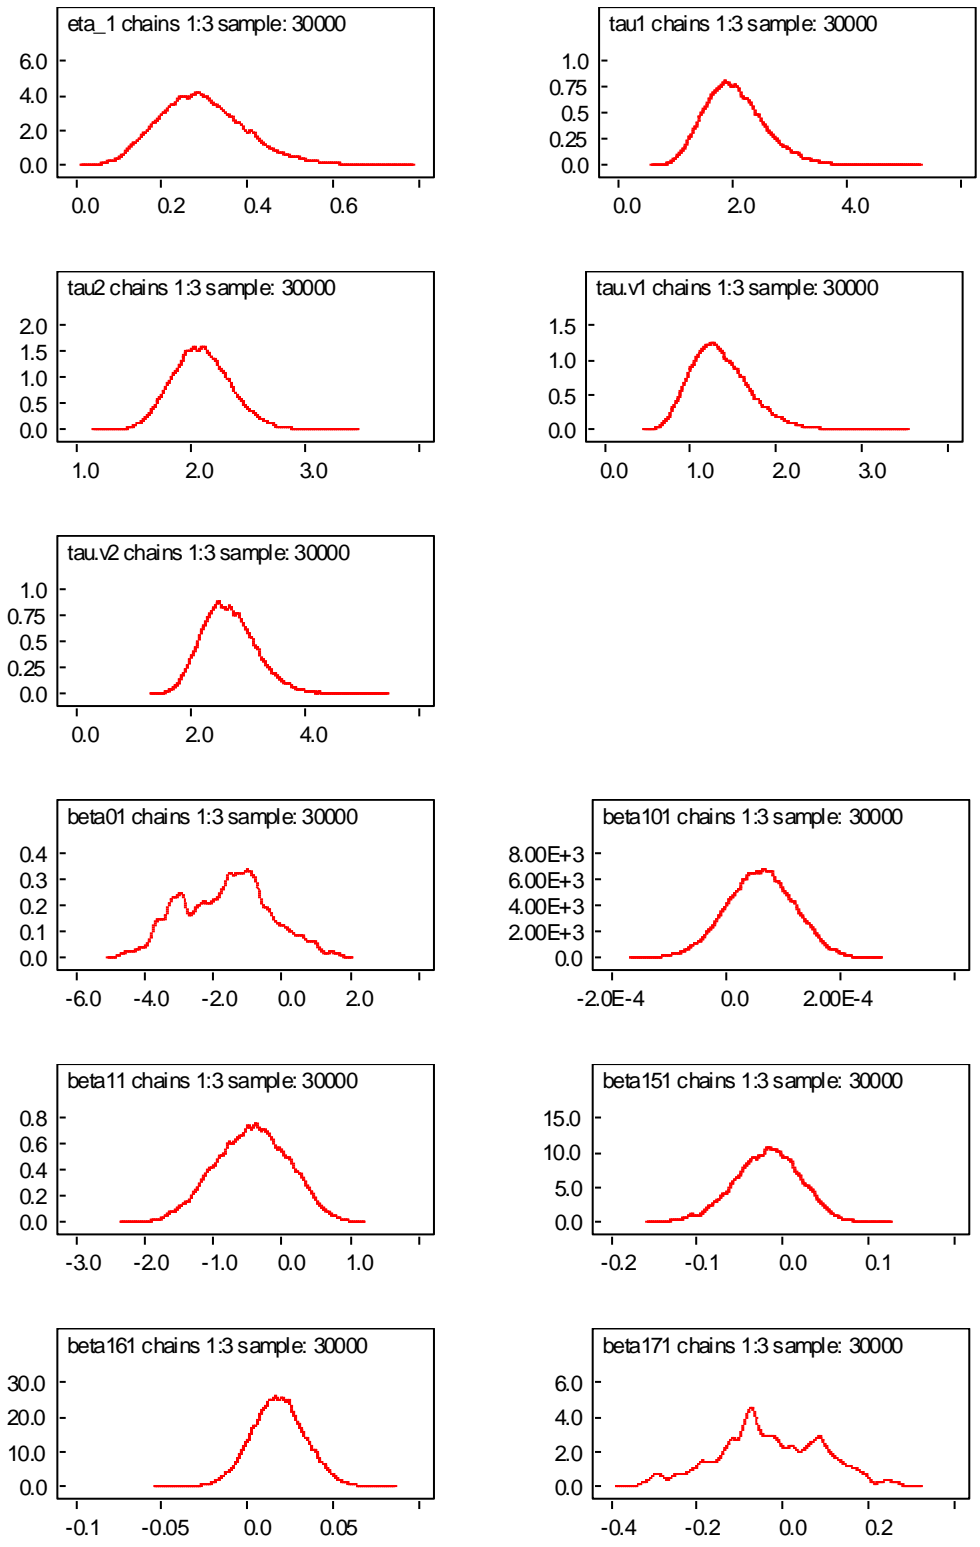 eta_1 chains 1:3 sample: 30000
6.0
4.0
2.0
0.0
0.0 0.2 0.4 0.6
tau1 chains 1:3 sample: 30000
1.0
0.75
0.5
0.25
0.0
0.0 2.0 4.0
tau2 chains 1:3 sample: 30000
2.0
1.5
1.0
0.5
0.0
1.0 2.0 3.0
tau.v1 chains 1:3 sample: 30000
1.5
1.0
0.5
0.0
0.0 1.0 2.0 3.0
tau.v2 chains 1:3 sample: 30000
1.0
0.75
0.5
0.25
0.0
0.0 2.0 4.0
beta01 chains 1:3 sample: 30000
0.4
0.3
0.2
0.1
0.0
-6.0 -4.0 -2.0 0.0 2.0
beta101 chains 1:3 sample: 30000
8.00E+3
6.00E+3
4.00E+3
2.00E+3
0.0
-2.0E-4 0.0 2.00E-4
beta11 chains 1:3 sample: 30000
0.8
0.6
0.4
0.2
0.0
-3.0 -2.0 -1.0 0.0 1.0
beta151 chains 1:3 sample: 30000
15.0
10.0
5.0
0.0
-0.2 -0.1 0.0 0.1
beta161 chains 1:3 sample: 30000
30.0
20.0
10.0
0.0
-0.1 -0.05 0.0 0.05
beta171 chains 1:3 sample: 30000
6.0
4.0
2.0
0.0
-0.4 -0.2 0.0 0.2